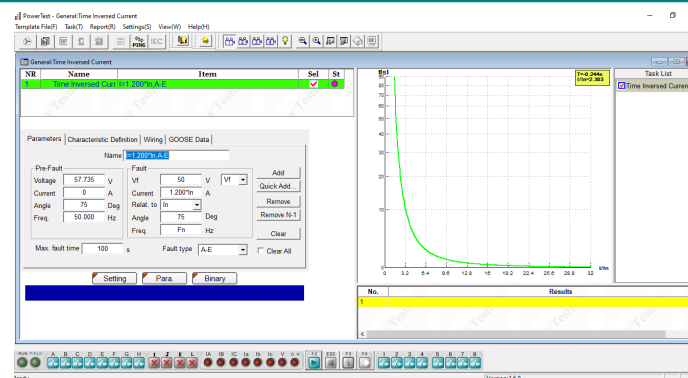 PowerTest - General:Time Inversed Current
Template File(F) Task(T) Report(R) Settings(S) View(W) Help(H)
PING IEC
General:Time Inversed Current
NR Name Item Sel St
1 Time Inversed Curr I=1.200*In,A-E
Parameters Characteristic Definition Wiring GOOSE Data
Name I=1.200*In,A-E
Pre-Fault Fault
Voltage 57.735 V Vf 50 V Vf Add
Current 0 A Current 1.200*In A Quick Add...
Angle 75 Deg Relat. to In Remove
Freq. 50.000 Hz Angle 75 Deg Remove N-1
Freq. Fn Hz Clear
Max. fault time 100 s Fault type A-E Clear All
Setting Para. Binary
T=-0.244s
I/In=2.303
80
70
60
50
40
30
20
10
0 3.2 6.4 9.6 12.8 16 19.2 22.4 25.6 28.8 32 I/In
Task List
Time Inversed Curren
No. Results
1
RUN A B C D E F G H I J K L IA IB IC Ia Ib Ic V F2 ESC F3 F4 1 2 3 4 5 6 7 8